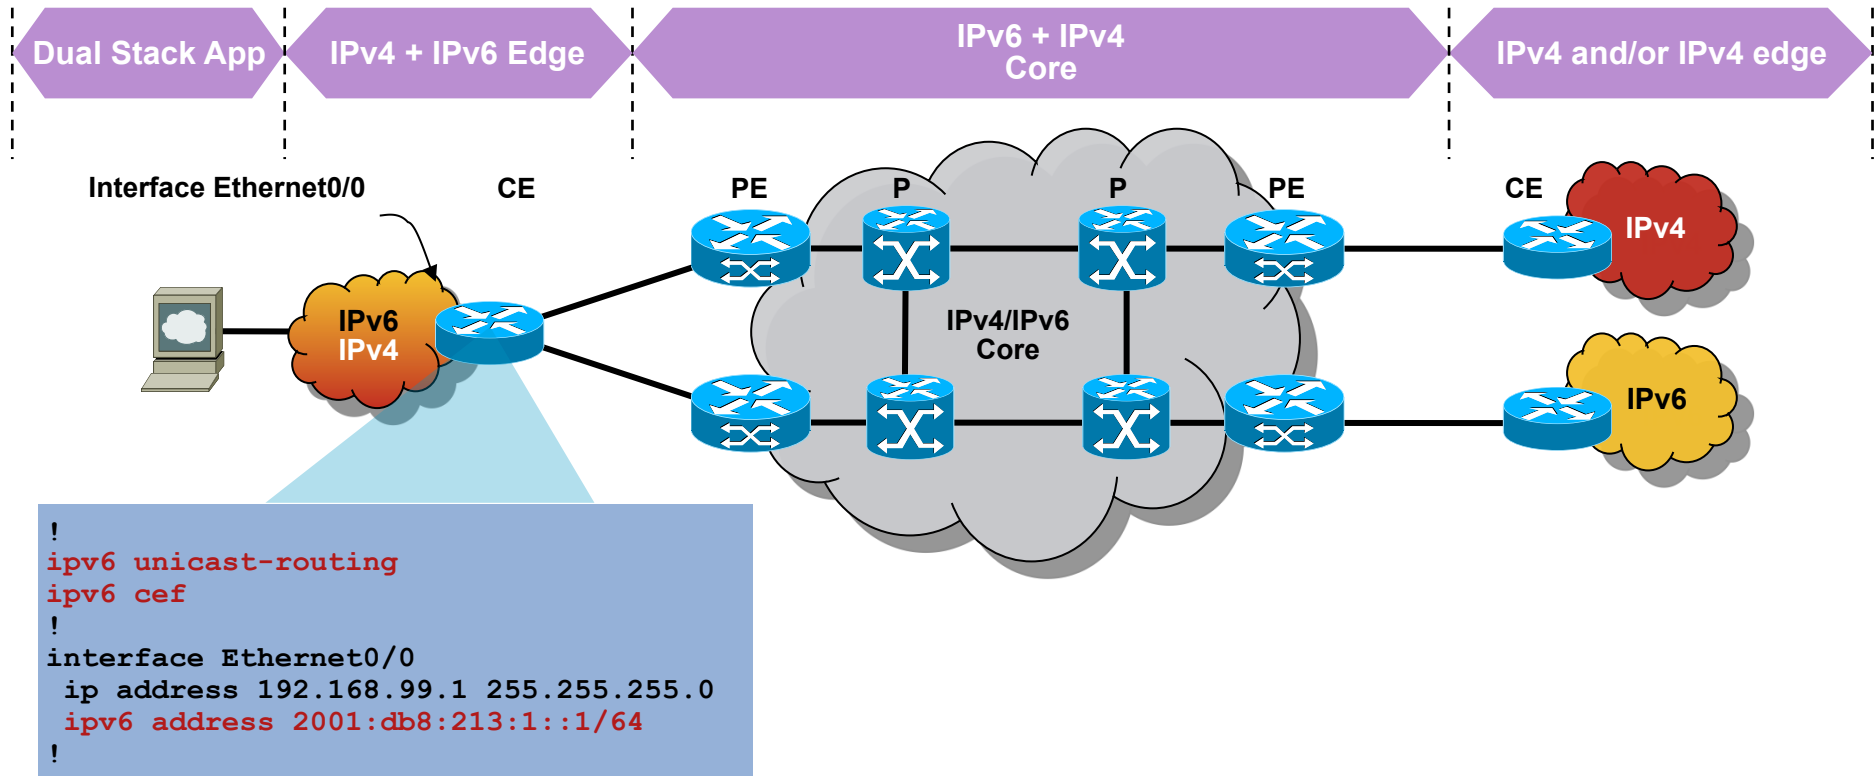 Dual Stack App
IPv4 + IPv6 Edge
IPv6 + IPv4
Core
IPv4 and/or IPv4 edge
Interface Ethernet0/0
CE
PE
P
P
PE
CE
IPv4
IPv6
IPv4
IPv4/IPv6
Core
IPv6
!
ipv6 unicast-routing
ipv6 cef
!
interface Ethernet0/0
 ip address 192.168.99.1 255.255.255.0
 ipv6 address 2001:db8:213:1::1/64
!